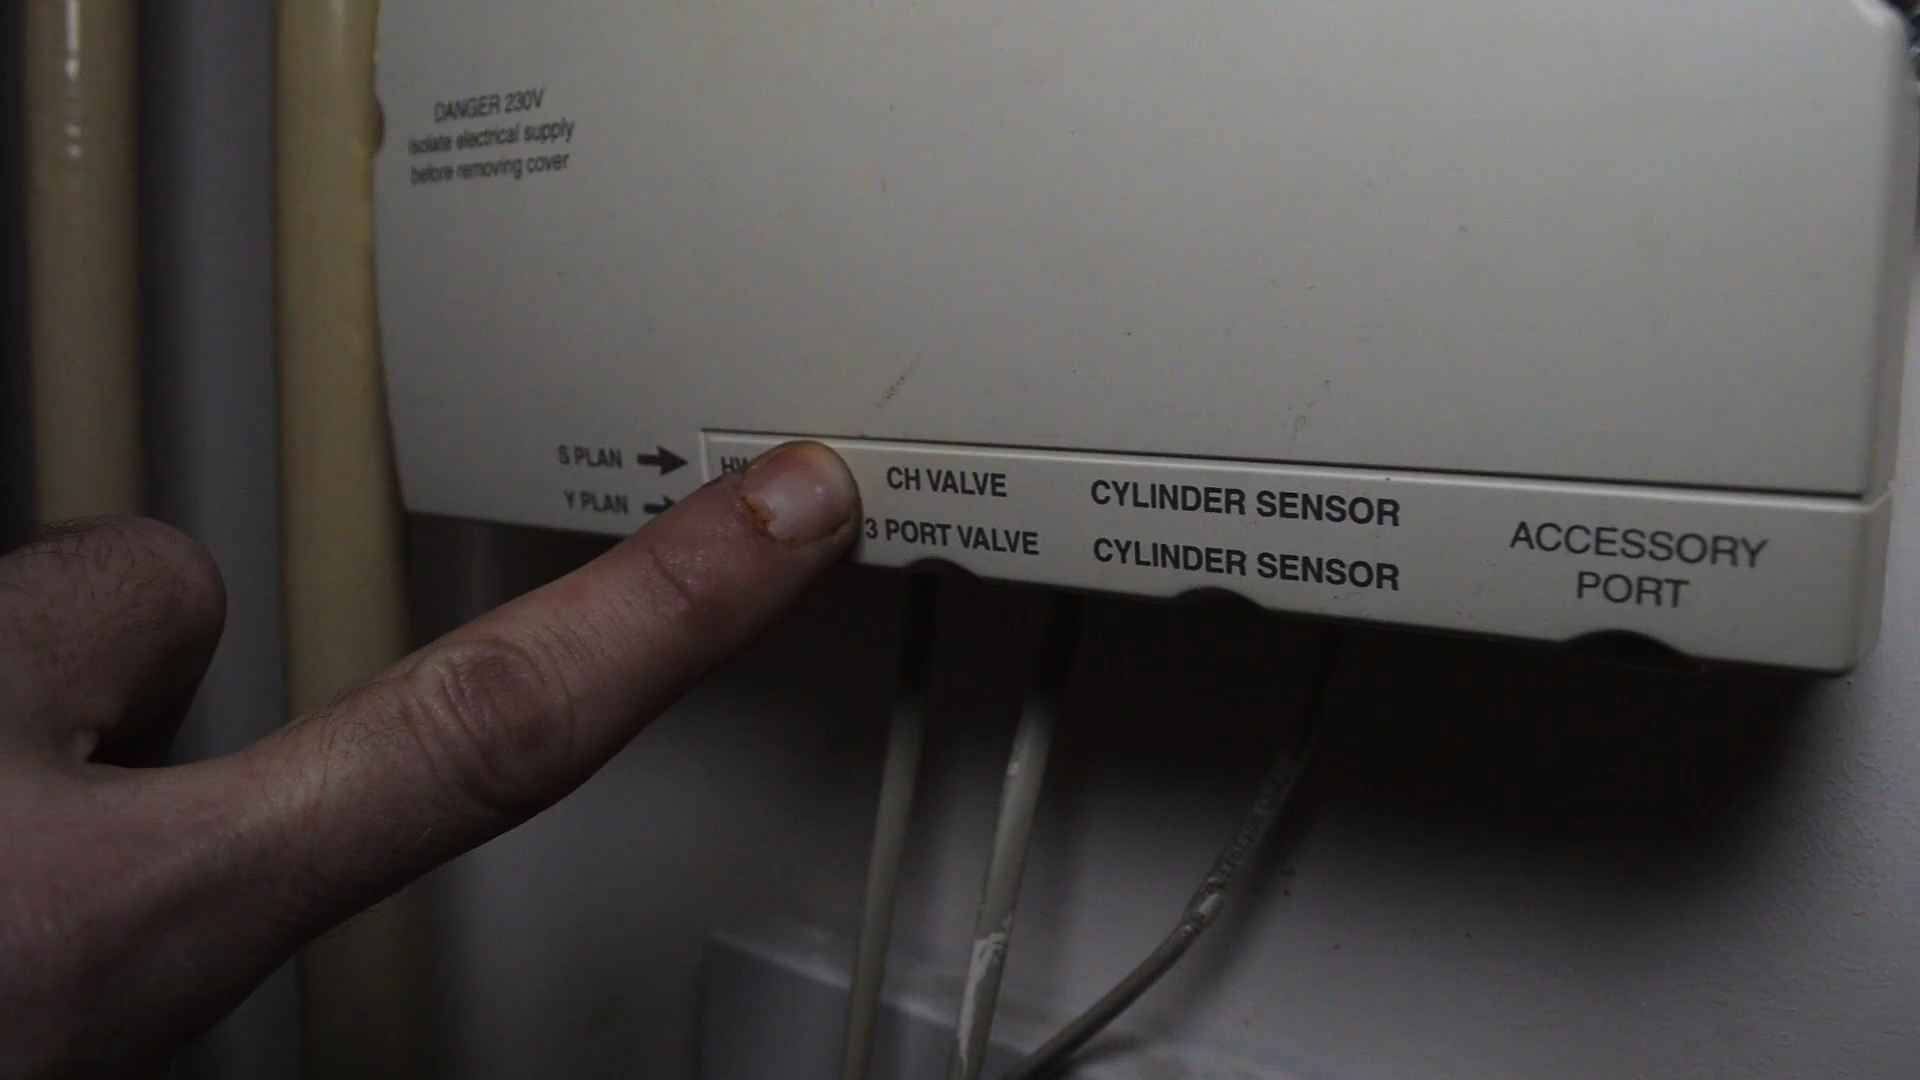 DANGER 230V
isolate electrical supply
before removing cover
S PLAN
CH VALVE
CYLINDER SENSOR
Y PLAN
3 PORT VALVE
CYLINDER SENSOR
ACCESSORY
PORT